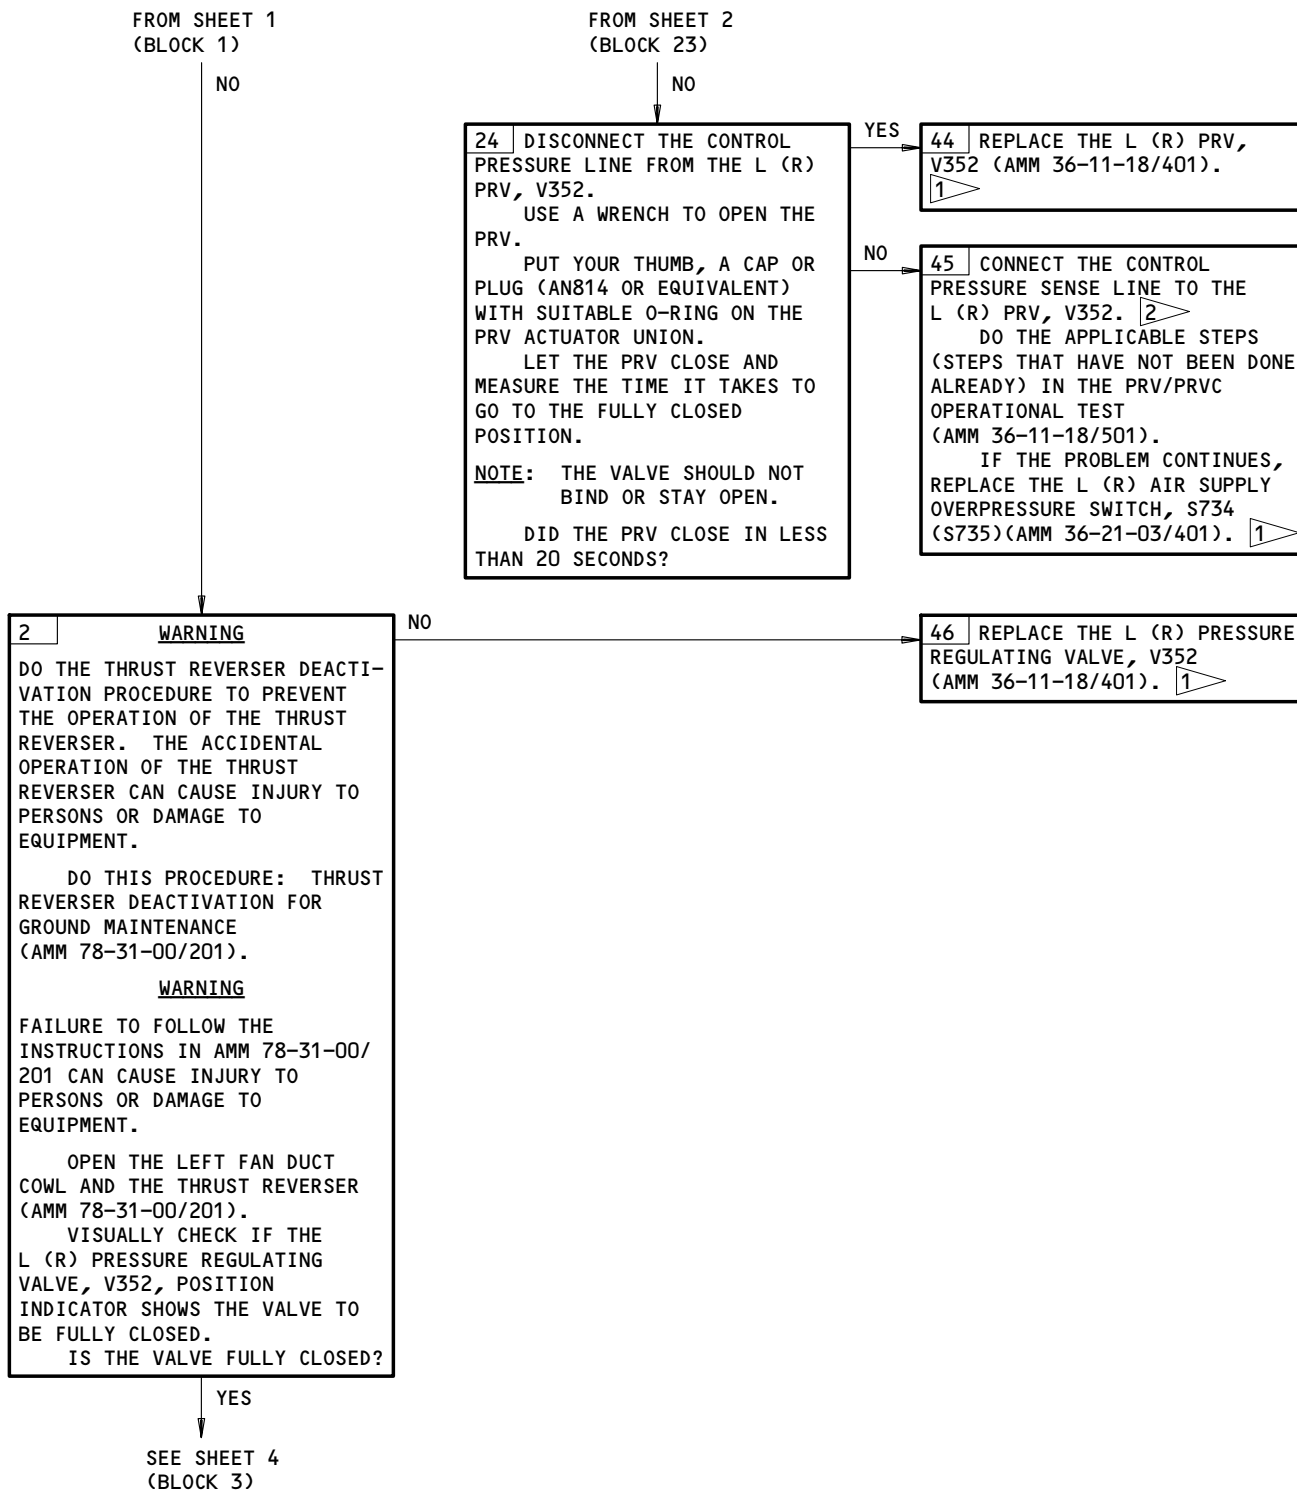 FROM SHEET 1
(BLOCK 1)
NO
FROM SHEET 2
(BLOCK 23)
NO
24 DISCONNECT THE CONTROL
PRESSURE LINE FROM THE L (R)
PRV, V352.
USE A WRENCH TO OPEN THE
PRV.
PUT YOUR THUMB, A CAP OR
PLUG (AN814 OR EQUIVALENT)
WITH SUITABLE O-RING ON THE
PRV ACTUATOR UNION.
LET THE PRV CLOSE AND
MEASURE THE TIME IT TAKES TO
GO TO THE FULLY CLOSED
POSITION.
NOTE: THE VALVE SHOULD NOT
BIND OR STAY OPEN.
DID THE PRV CLOSE IN LESS
THAN 20 SECONDS?
YES
44 REPLACE THE L (R) PRV,
V352 (AMM 36-11-18/401).
1
NO
45 CONNECT THE CONTROL
PRESSURE SENSE LINE TO THE
L (R) PRV, V352. 2
DO THE APPLICABLE STEPS
(STEPS THAT HAVE NOT BEEN DONE
ALREADY) IN THE PRV/PRVC
OPERATIONAL TEST
(AMM 36-11-18/501).
IF THE PROBLEM CONTINUES,
REPLACE THE L (R) AIR SUPPLY
OVERPRESSURE SWITCH, S734
(S735)(AMM 36-21-03/401). 1
2 WARNING
DO THE THRUST REVERSER DEACTI-
VATION PROCEDURE TO PREVENT
THE OPERATION OF THE THRUST
REVERSER. THE ACCIDENTAL
OPERATION OF THE THRUST
REVERSER CAN CAUSE INJURY TO
PERSONS OR DAMAGE TO
EQUIPMENT.
DO THIS PROCEDURE: THRUST
REVERSER DEACTIVATION FOR
GROUND MAINTENANCE
(AMM 78-31-00/201).
WARNING
FAILURE TO FOLLOW THE
INSTRUCTIONS IN AMM 78-31-00/
201 CAN CAUSE INJURY TO
PERSONS OR DAMAGE TO
EQUIPMENT.
OPEN THE LEFT FAN DUCT
COWL AND THE THRUST REVERSER
(AMM 78-31-00/201).
VISUALLY CHECK IF THE
L (R) PRESSURE REGULATING
VALVE, V352, POSITION
INDICATOR SHOWS THE VALVE TO
BE FULLY CLOSED.
IS THE VALVE FULLY CLOSED?
NO
46 REPLACE THE L (R) PRESSURE
REGULATING VALVE, V352
(AMM 36-11-18/401). 1
YES
SEE SHEET 4
(BLOCK 3)